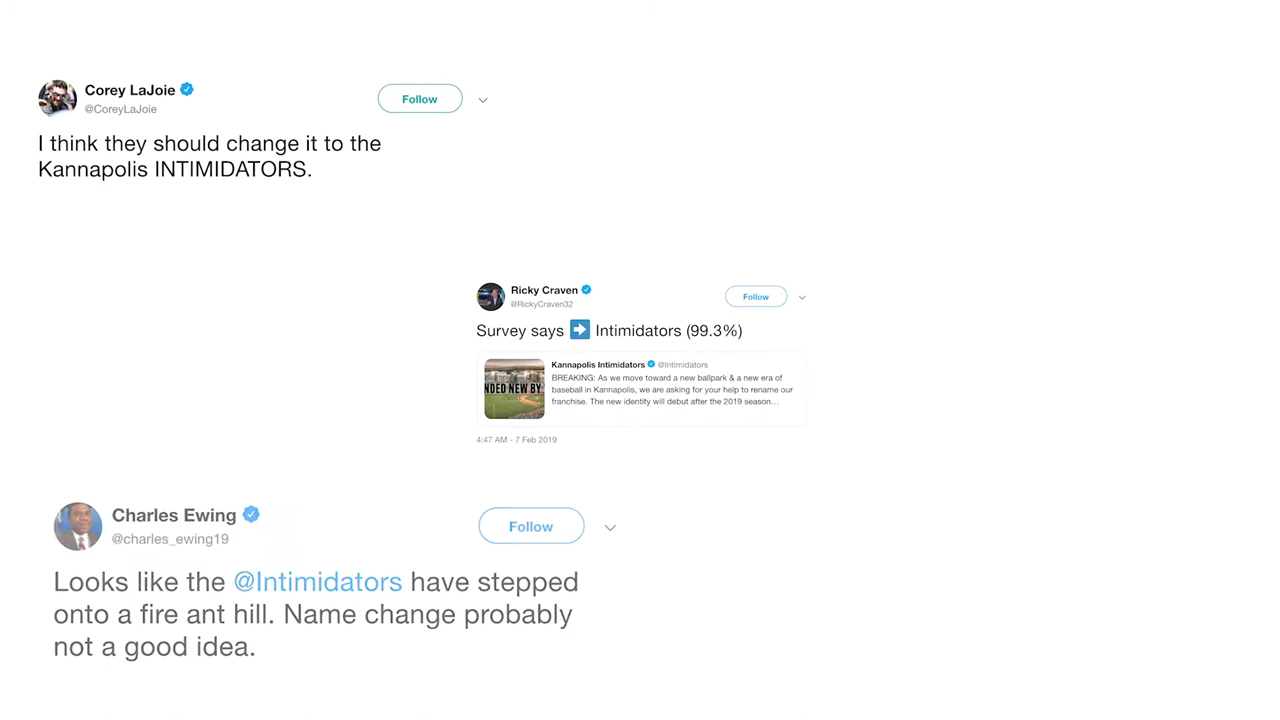 Corey LaJoie
@CoreyLaJoie
Follow
I think they should change it to the
Kannapolis INTIMIDATORS.
Ricky Craven
@RickyCraven32
Follow
Survey says ➡ Intimidators (99.3%)
Kannapolis Intimidators @Intimidators
BREAKING: As we move toward a new ballpark & a new era of
baseball in Kannapolis, we are asking for your help to rename our
franchise. The new identity will debut after the 2019 season...
NDED NEW BY
4:47 AM - 7 Feb 2019
Charles Ewing
@charles_ewing19
Follow
Looks like the @Intimidators have stepped
onto a fire ant hill. Name change probably
not a good idea.